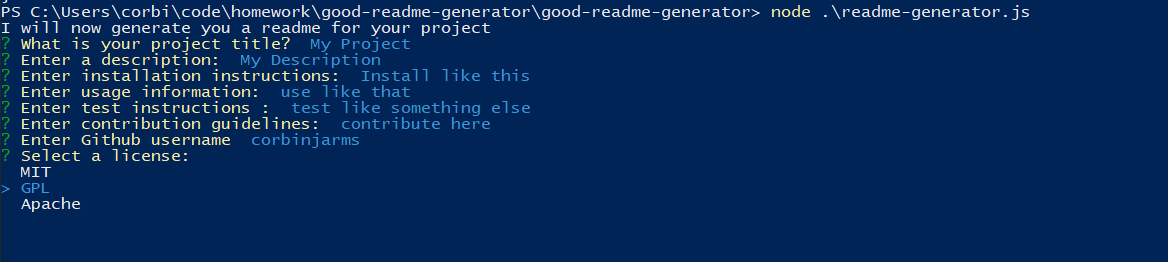 PS C:\Users\corbi\code\homework\good-readme-generator\good-readme-generator> node .\readme-generator.js
I will now generate you a readme for your project
? What is your project title?  My Project
? Enter a description:  My Description
? Enter installation instructions:  Install like this
? Enter usage information:  use like that
? Enter test instructions :  test like something else
? Enter contribution guidelines:  contribute here
? Enter Github username  corbinjarms
? Select a license:
  MIT
> GPL
  Apache